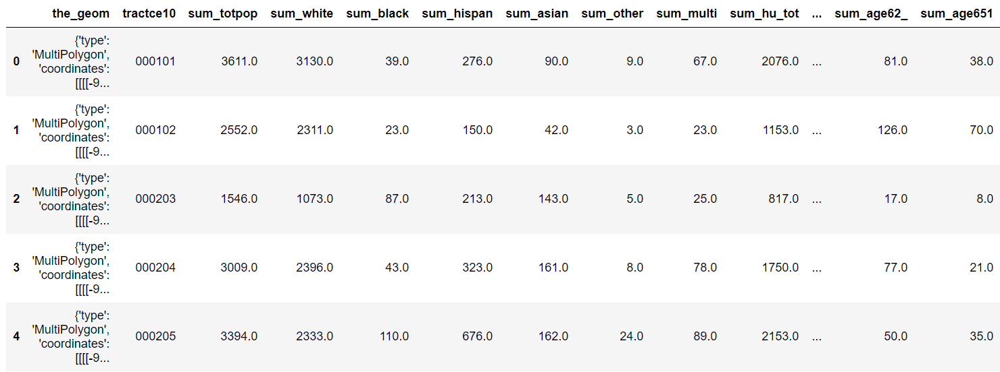 the_geom tractce10 sum_totpop sum_white sum_black sum_hispan sum_asian sum_other sum_multi sum_hu_tot ... sum_age62_ sum_age651
{'type':
'MultiPolygon',
0 'coordinates': 000101 3611.0 3130.0 39.0 276.0 90.0 9.0 67.0 2076.0 ... 81.0 38.0
[[[[-9...
{'type':
'MultiPolygon',
1 'coordinates': 000102 2552.0 2311.0 23.0 150.0 42.0 3.0 23.0 1153.0 ... 126.0 70.0
[[[[-9...
{'type':
'MultiPolygon',
2 'coordinates': 000203 1546.0 1073.0 87.0 213.0 143.0 5.0 25.0 817.0 ... 17.0 8.0
[[[[-9...
{'type':
'MultiPolygon',
3 'coordinates': 000204 3009.0 2396.0 43.0 323.0 161.0 8.0 78.0 1750.0 ... 77.0 21.0
[[[[-9...
{'type':
'MultiPolygon',
4 'coordinates': 000205 3394.0 2333.0 110.0 676.0 162.0 24.0 89.0 2153.0 ... 50.0 35.0
[[[[-9...